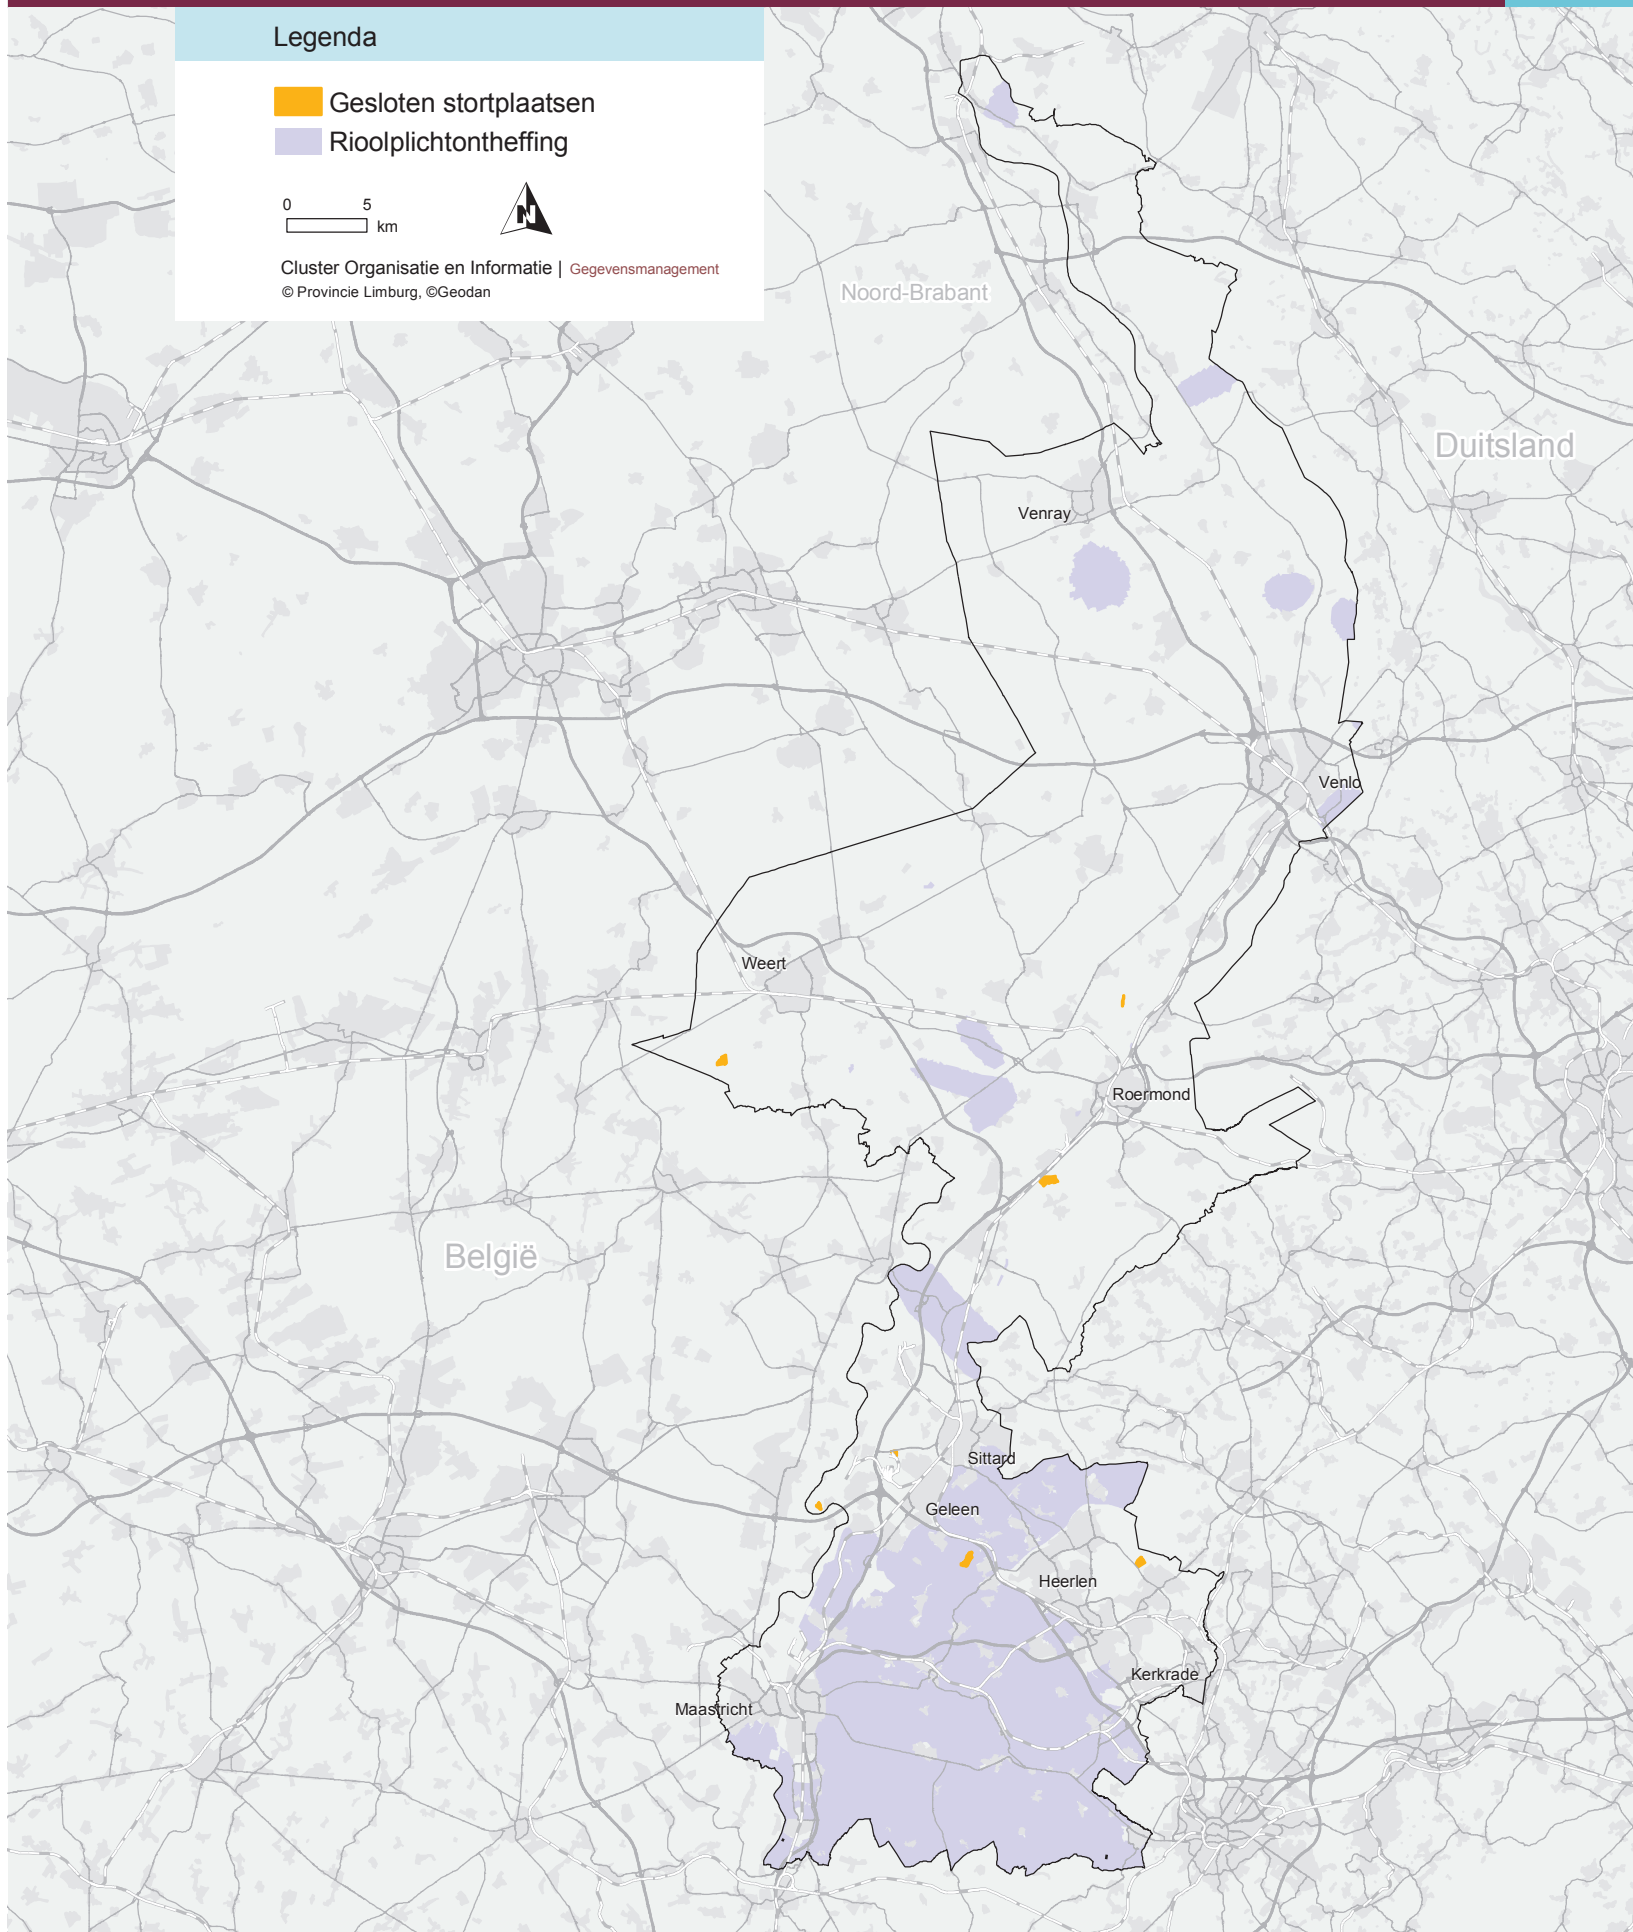 Legenda
Gesloten stortplaatsen
Rioolplichtontheffing
0 5
km
N
Cluster Organisatie en Informatie | Gegevensmanagement
© Provincie Limburg, ©Geodan
Noord-Brabant
Duitsland
Venray
Venlo
Weert
Roermond
België
Sittard
Geleen
Heerlen
Kerkrade
Maastricht